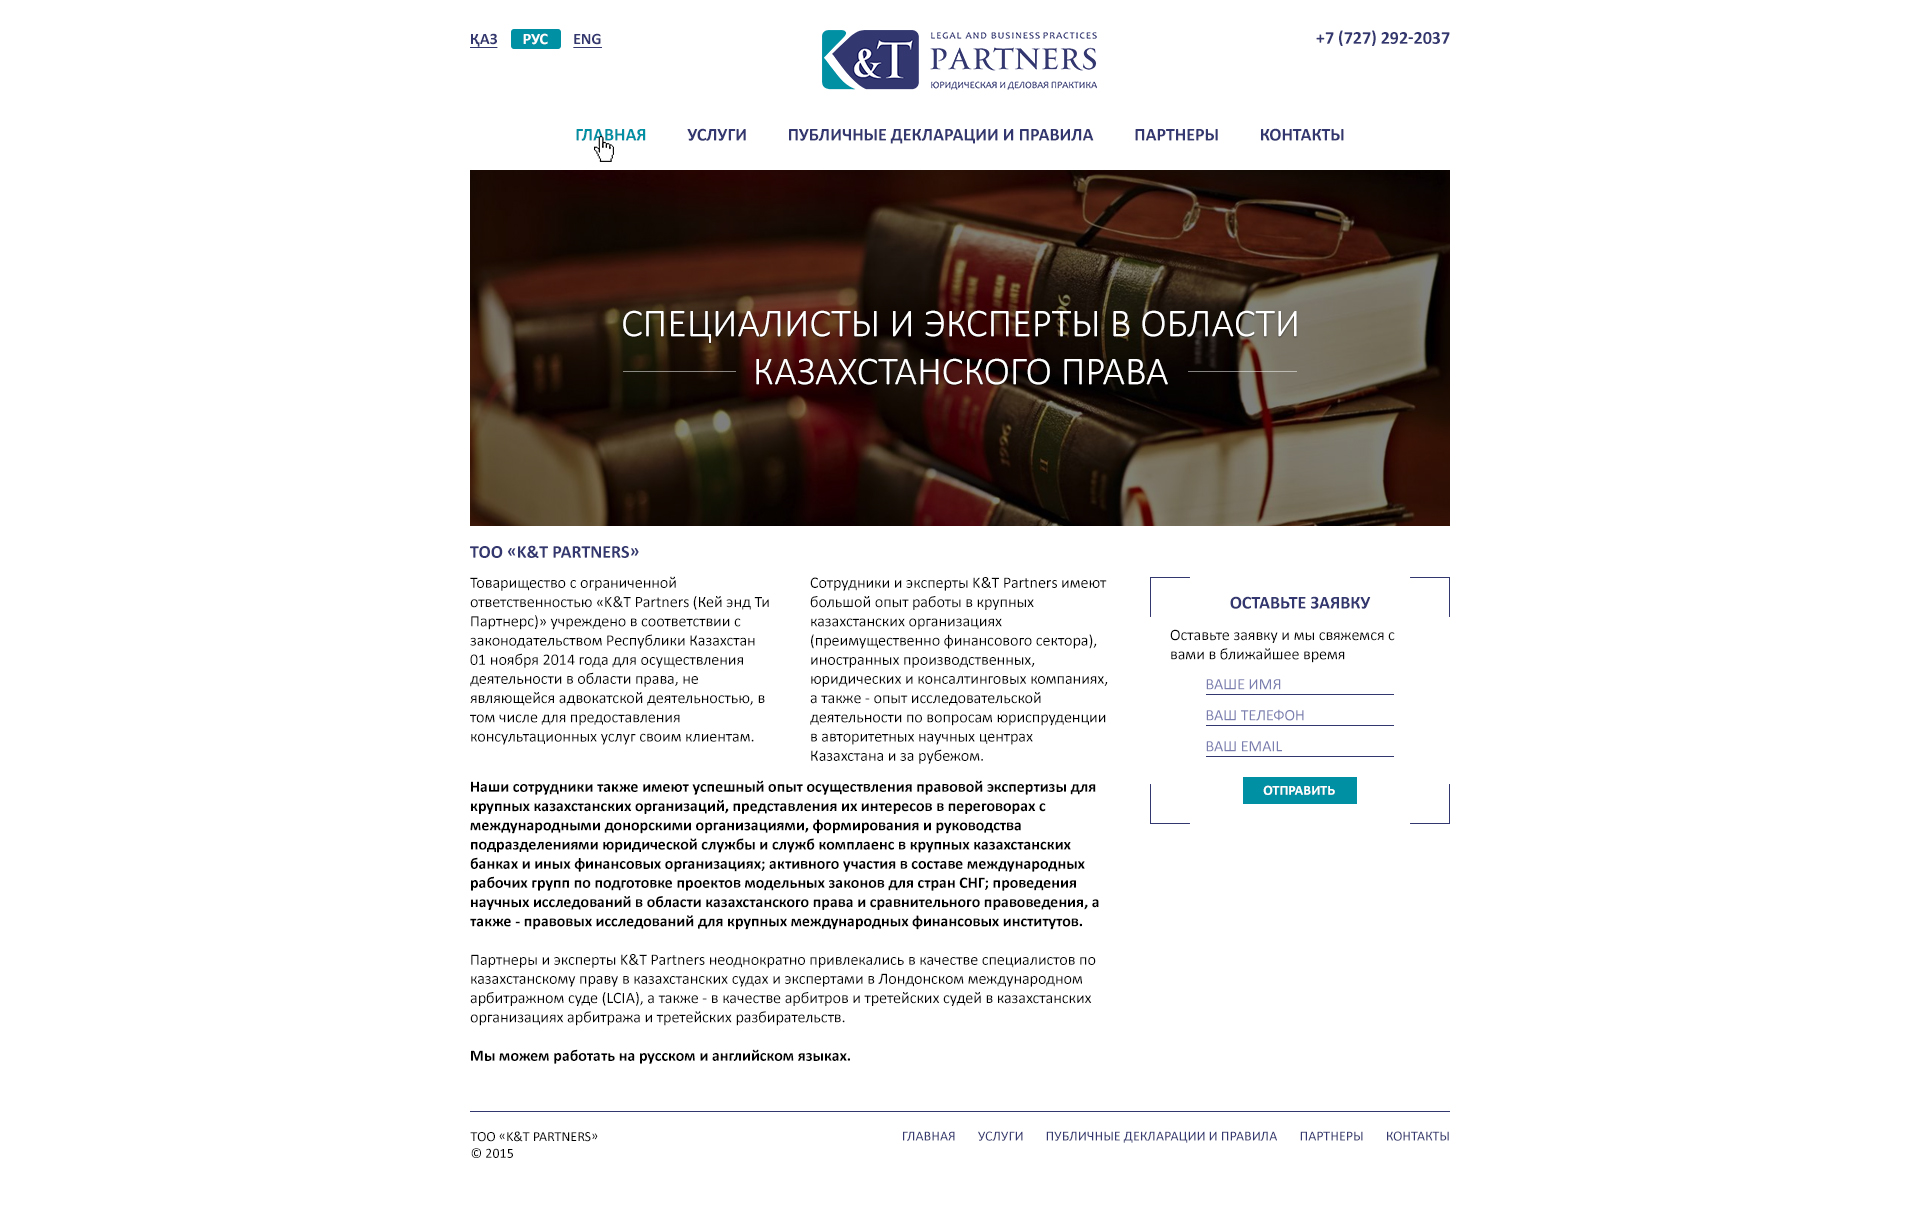 ҚАЗ РУС ENG
LEGAL AND BUSINESS PRACTICES
K&T PARTNERS
ЮРИДИЧЕСКАЯ И ДЕЛОВАЯ ПРАКТИКА
+7 (727) 292-2037
ГЛАВНАЯ УСЛУГИ ПУБЛИЧНЫЕ ДЕКЛАРАЦИИ И ПРАВИЛА ПАРТНЕРЫ КОНТАКТЫ
СПЕЦИАЛИСТЫ И ЭКСПЕРТЫ В ОБЛАСТИ
КАЗАХСТАНСКОГО ПРАВА
1996
1996
II
ТОО «K&T PARTNERS»
Товарищество с ограниченной
ответственностью «K&T Partners (Кей энд Ти
Партнерс)» учреждено в соответствии с
законодательством Республики Казахстан
01 ноября 2014 года для осуществления
деятельности в области права, не
являющейся адвокатской деятельностью, в
том числе для предоставления
консультационных услуг своим клиентам.
Сотрудники и эксперты K&T Partners имеют
большой опыт работы в крупных
казахстанских организациях
(преимущественно финансового сектора),
иностранных производственных,
юридических и консалтинговых компаниях,
а также - опыт исследовательской
деятельности по вопросам юриспруденции
в авторитетных научных центрах
Казахстана и за рубежом.
Наши сотрудники также имеют успешный опыт осуществления правовой экспертизы для
крупных казахстанских организаций, представления их интересов в переговорах с
международными донорскими организациями, формирования и руководства
подразделениями юридической службы и служб комплаенс в крупных казахстанских
банках и иных финансовых организациях; активного участия в составе международных
рабочих групп по подготовке проектов модельных законов для стран СНГ; проведения
научных исследований в области казахстанского права и сравнительного правоведения, а
также - правовых исследований для крупных международных финансовых институтов.
Партнеры и эксперты K&T Partners неоднократно привлекались в качестве специалистов по
казахстанскому праву в казахстанских судах и экспертами в Лондонском международном
арбитражном суде (LCIA), а также - в качестве арбитров и третейских судей в казахстанских
организациях арбитража и третейских разбирательств.
Мы можем работать на русском и английском языках.
ОСТАВЬТЕ ЗАЯВКУ
Оставьте заявку и мы свяжемся с
вами в ближайшее время
ВАШЕ ИМЯ
ВАШ ТЕЛЕФОН
ВАШ EMAIL
ОТПРАВИТЬ
ТОО «K&T PARTNERS»
© 2015
ГЛАВНАЯ УСЛУГИ ПУБЛИЧНЫЕ ДЕКЛАРАЦИИ И ПРАВИЛА ПАРТНЕРЫ КОНТАКТЫ